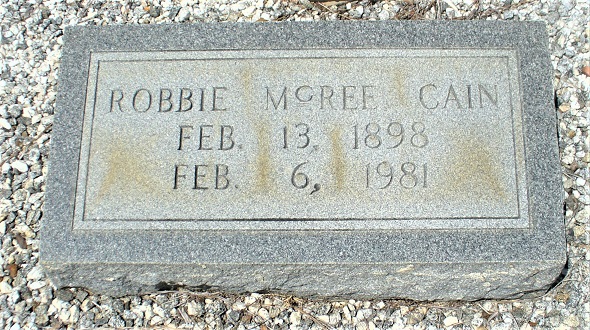 ROBBIE McREE CAIN
FEB. 13, 1898
FEB. 6, 1981